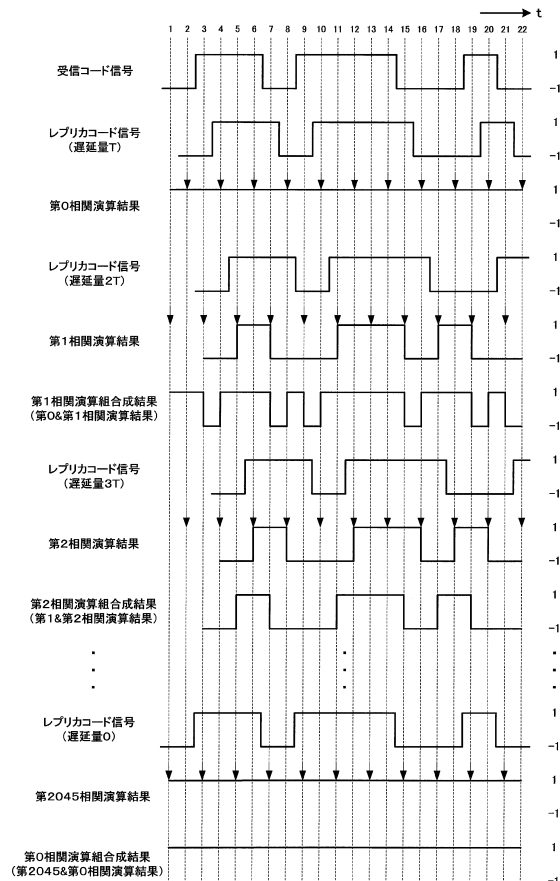 t
1 2 3 4 5 6 7 8 9 10 11 12 13 14 15 16 17 18 19 20 21 22
受信コード信号
1
-1
レプリカコード信号
(遅延量T)
1
-1
第0相関演算結果
1
-1
レプリカコード信号
(遅延量2T)
1
-1
第1相関演算結果
1
-1
第1相関演算組合成結果
(第0&第1相関演算結果)
1
-1
レプリカコード信号
(遅延量3T)
1
-1
第2相関演算結果
1
-1
第2相関演算組合成結果
(第1&第2相関演算結果)
1
-1
レプリカコード信号
(遅延量0)
1
-1
第2045相関演算結果
1
-1
第0相関演算組合成結果
(第2045&第0相関演算結果)
1
-1